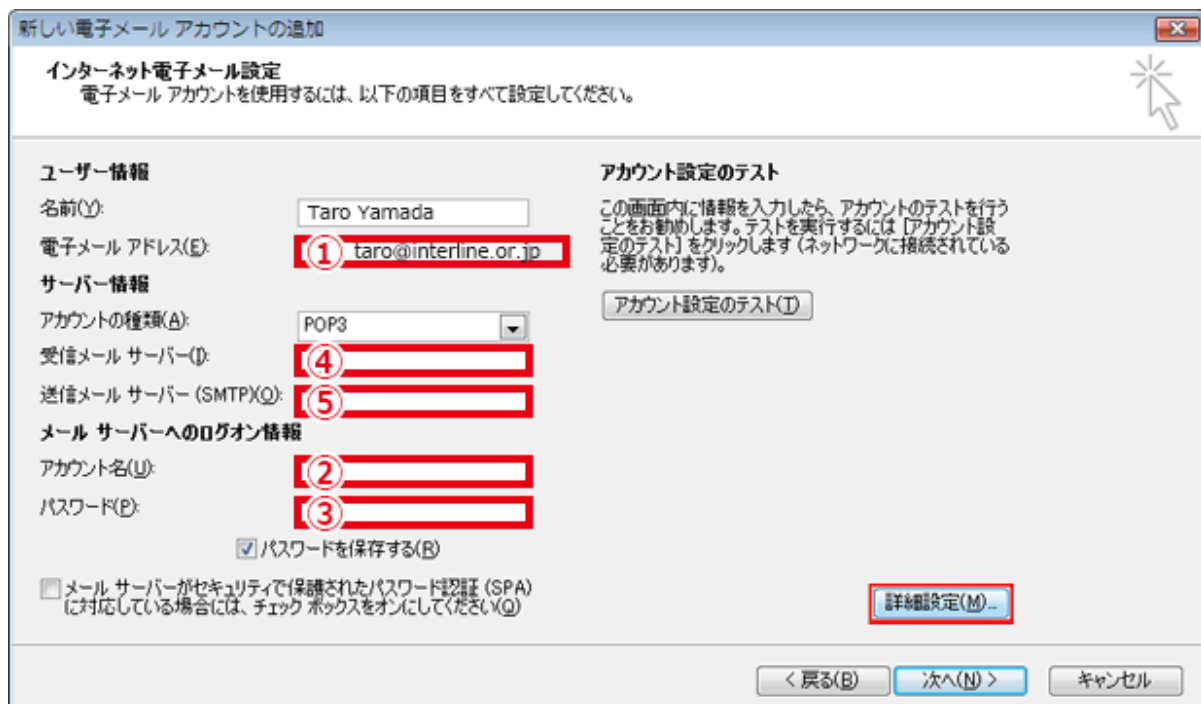 新しい電子メール アカウントの追加
インターネット電子メール設定
電子メール アカウントを使用するには、以下の項目をすべて設定してください。
ユーザー情報
名前(Y):
Taro Yamada
電子メール アドレス(E):
① taro@interline.or.jp
サーバー情報
アカウントの種類(A):
POP3
受信メール サーバー(I):
④
送信メール サーバー (SMTP)(O):
⑤
メール サーバーへのログオン情報
アカウント名(U):
②
パスワード(P):
③
パスワードを保存する(R)
メール サーバーがセキュリティで保護されたパスワード認証 (SPA)
に対応している場合には、チェック ボックスをオンにしてください(Q)
アカウント設定のテスト
この画面内に情報を入力したら、アカウントのテストを行う
ことをお勧めします。テストを実行するには [アカウント設
定のテスト] をクリックします (ネットワークに接続されている
必要があります)。
アカウント設定のテスト(T)
詳細設定(M)...
< 戻る(B)
次へ(N) >
キャンセル